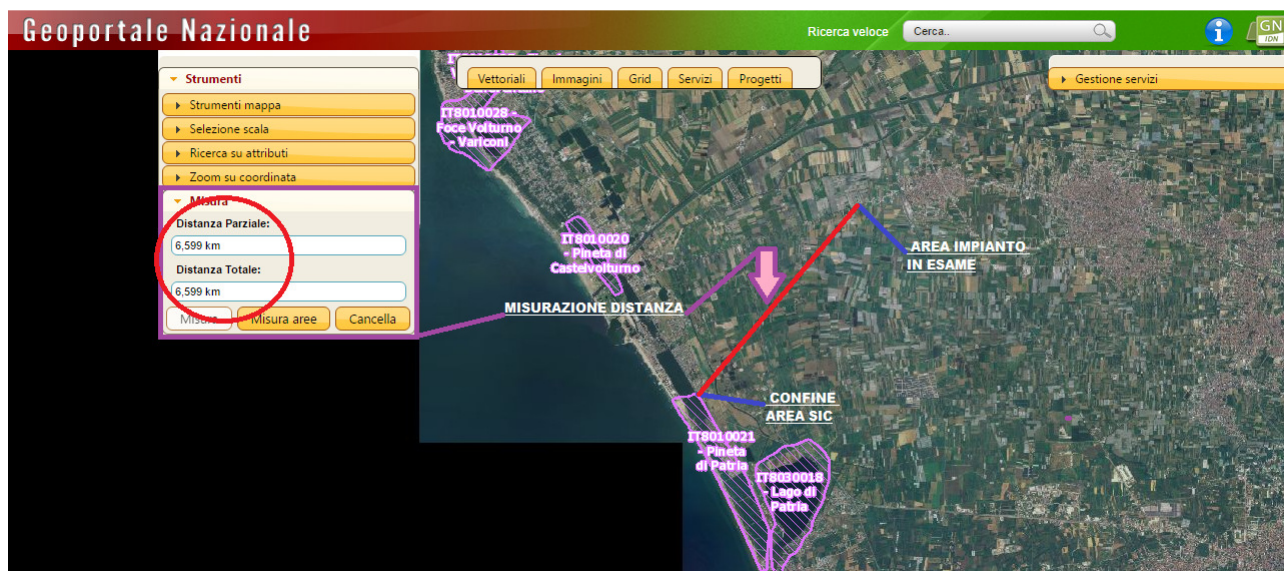 Geoportale Nazionale
Ricerca veloce
Cerca..
GN
IDN
Strumenti
Strumenti mappa
Selezione scala
Ricerca su attributi
Zoom su coordinata
Misura
Distanza Parziale:
6,599 km
Distanza Totale:
6,599 km
Misura
Misura aree
Cancella
Vettoriali
Immagini
Grid
Servizi
Progetti
Gestione servizi
IT8010028 -
Foce Volturno
- Variconi
IT8010020
- Pineta di
Castelvolturno
MISURAZIONE DISTANZA
AREA IMPIANTO
IN ESAME
CONFINE
AREA SIC
IT8010021
- Pineta
di Patria
IT8030018
- Lago di
Patria